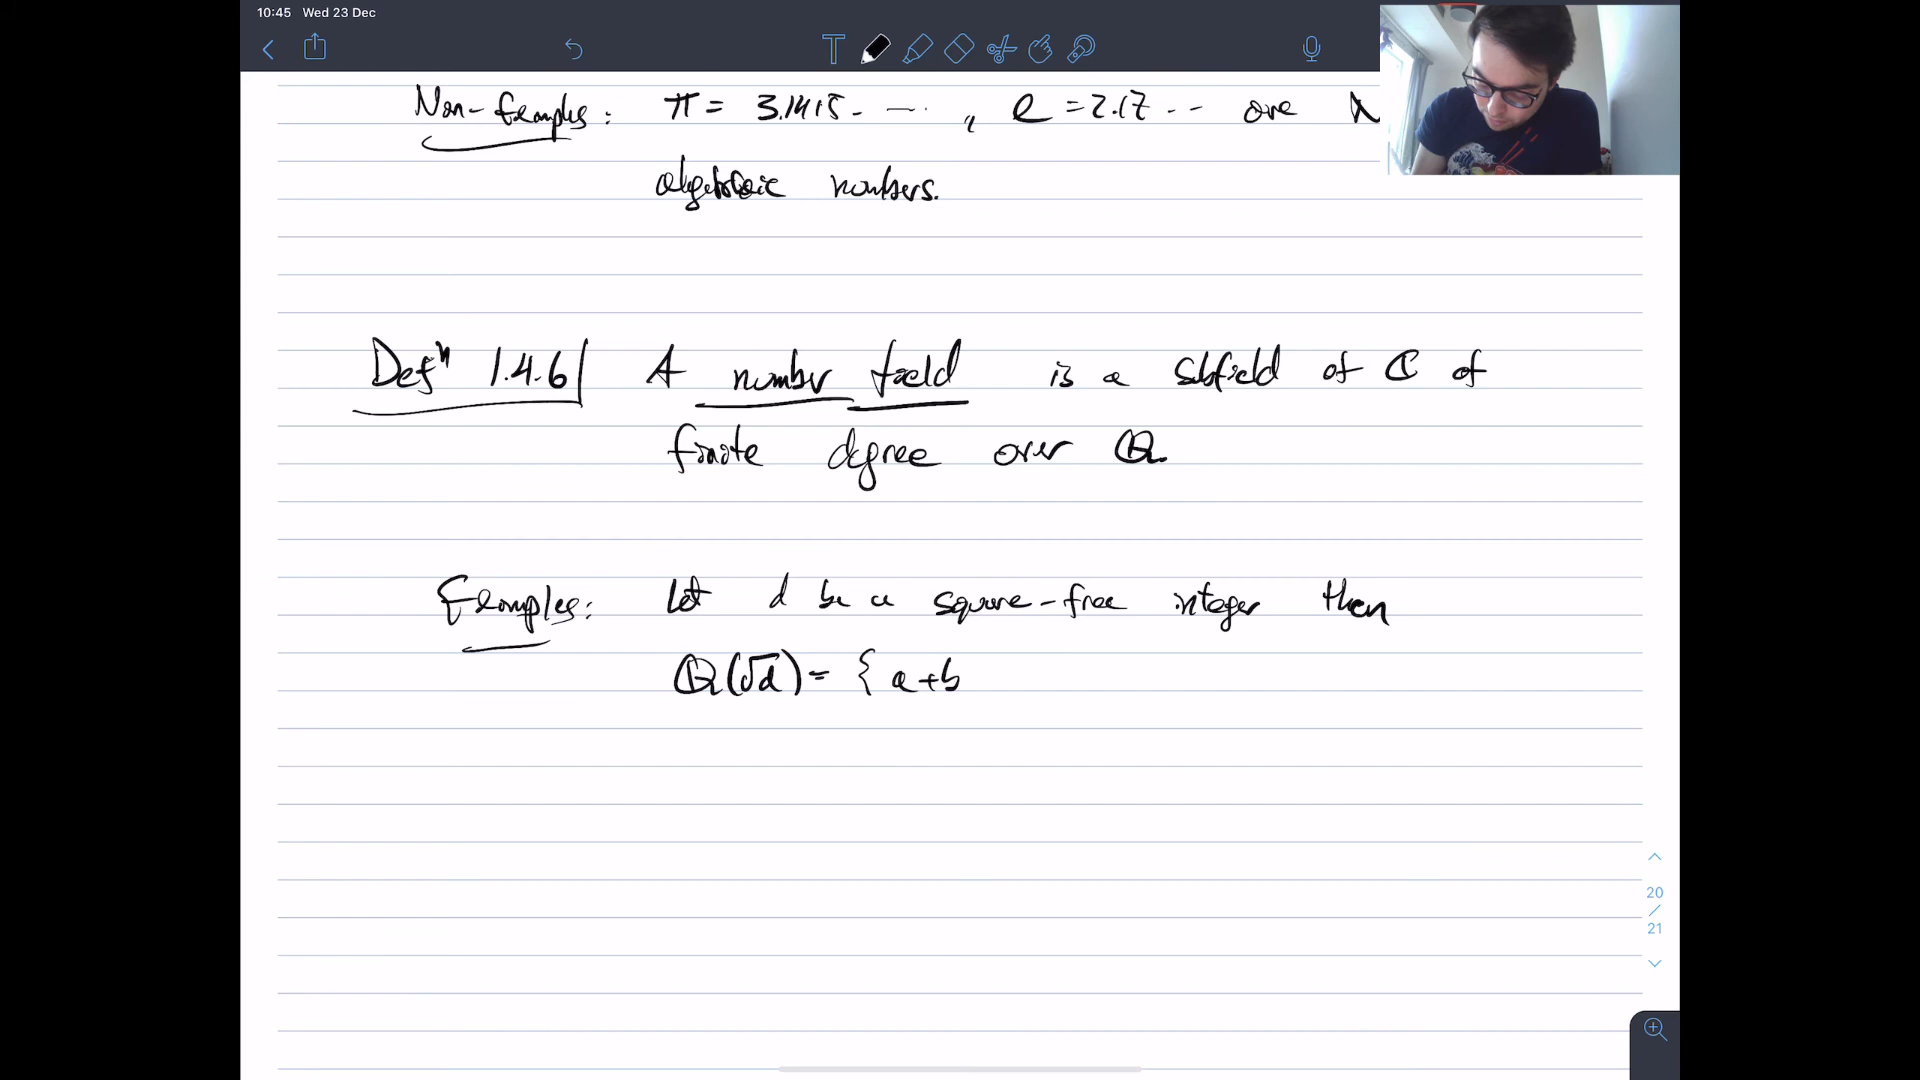 10:45 Wed 23 Dec
Non-Examples: π = 3.1415. ...., e = 2.17.. are N
algebraic numbers.
Defⁿ 1.4.6 A number field is a subfield of ℂ of
finite degree over ℚ.
Examples: Let d be a square-free integer then
ℚ(√d) = { a+b
20
/
21